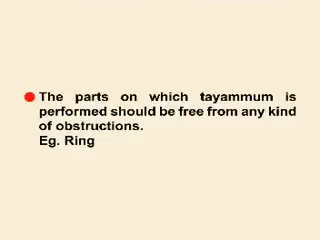 The parts on which tayammum is
performed should be free from any kind
of obstructions.
Eg. Ring